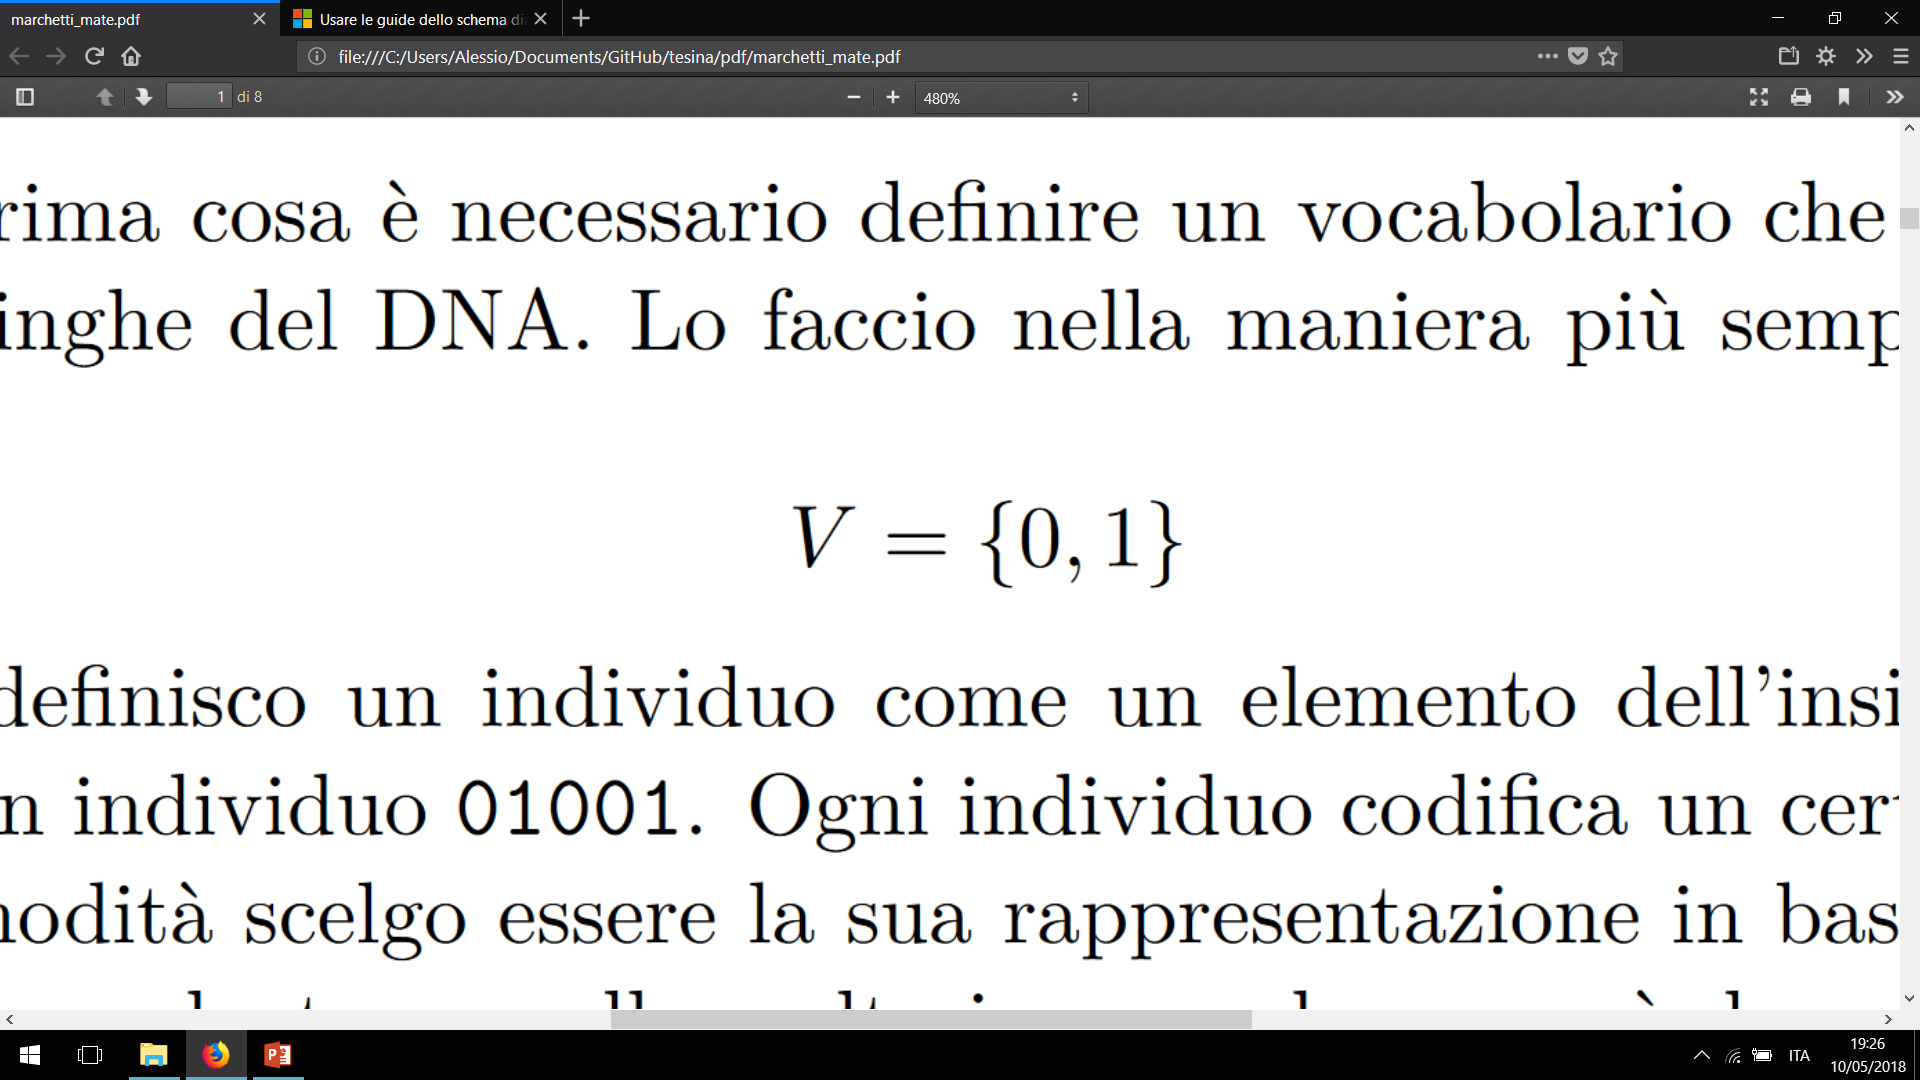 marchetti_mate.pdf
Usare le guide dello schema di
file:///C:/Users/Alessio/Documents/GitHub/tesina/pdf/marchetti_mate.pdf
1 di 8
480%
rima cosa è necessario definire un vocabolario che
inghe del DNA. Lo faccio nella maniera più semp
V = {0, 1}
definisco un individuo come un elemento dell'insi
n individuo 01001. Ogni individuo codifica un cer
nodità scelgo essere la sua rappresentazione in bas
ITA
19:26
10/05/2018